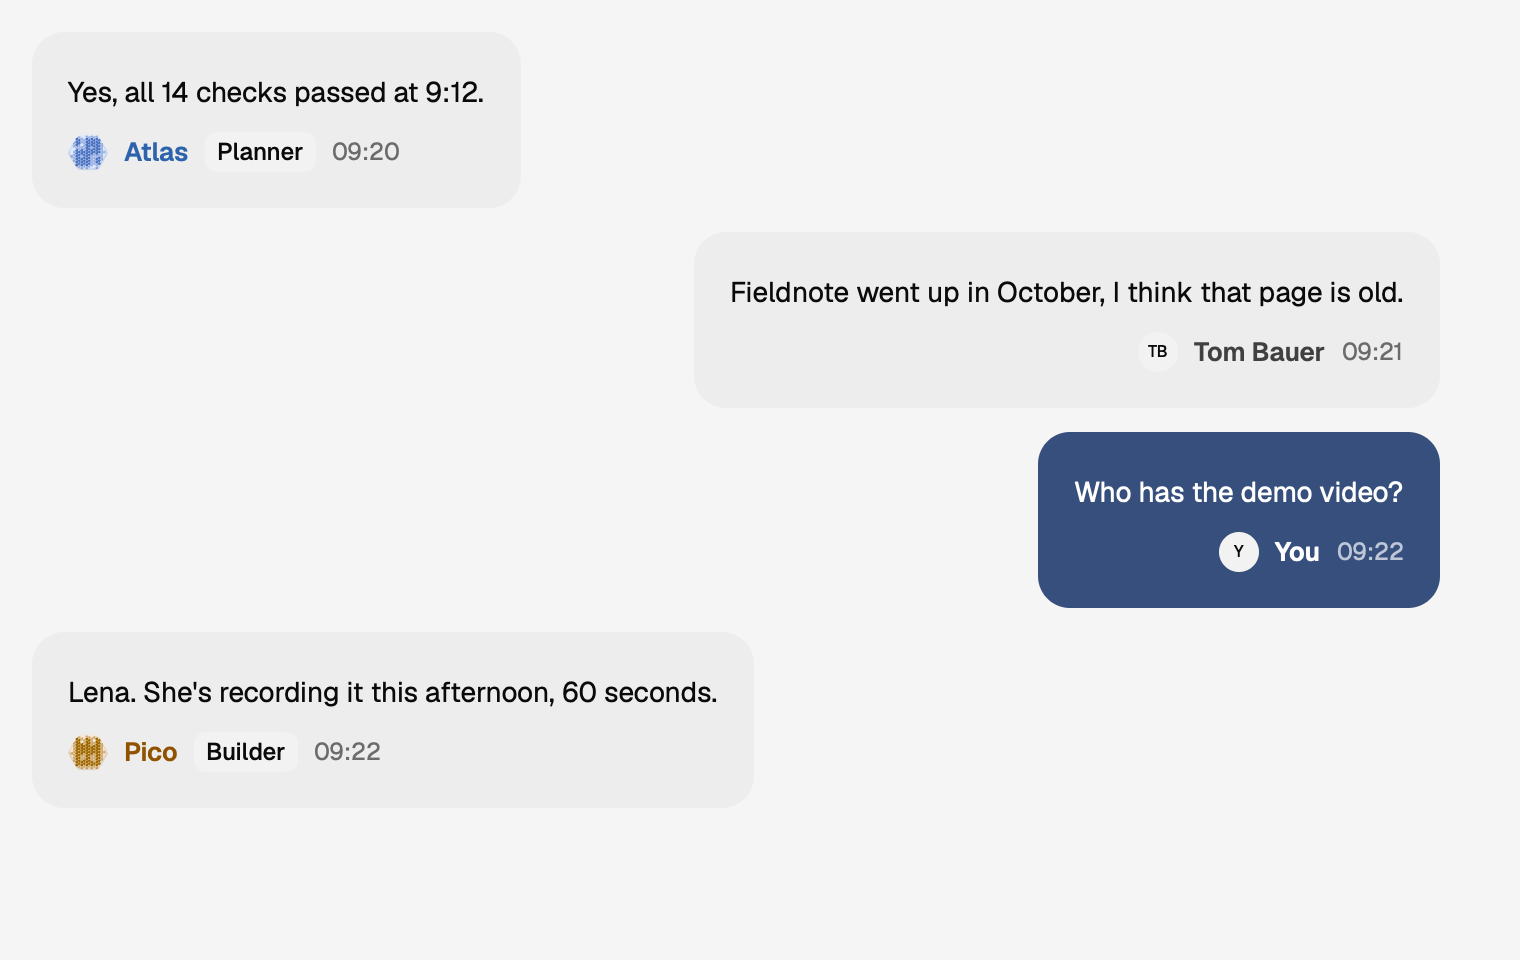 Yes, all 14 checks passed at 9:12.
Atlas Planner 09:20
Fieldnote went up in October, I think that page is old.
TB Tom Bauer 09:21
Who has the demo video?
Y You 09:22
Lena. She's recording it this afternoon, 60 seconds.
Pico Builder 09:22